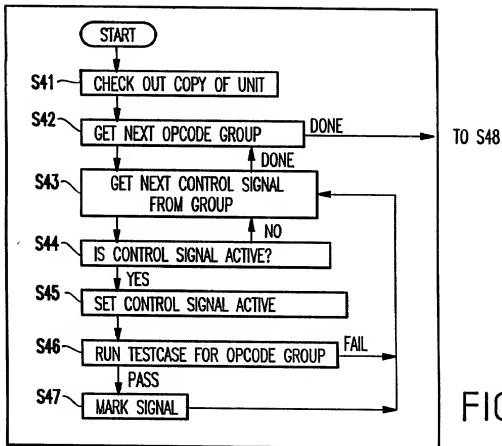 START
S41 CHECK OUT COPY OF UNIT
S42 GET NEXT OPCODE GROUP DONE TO S48
DONE
S43 GET NEXT CONTROL SIGNAL
FROM GROUP
NO
S44 IS CONTROL SIGNAL ACTIVE?
YES
S45 SET CONTROL SIGNAL ACTIVE
S46 RUN TESTCASE FOR OPCODE GROUP FAIL
PASS
S47 MARK SIGNAL
FIG